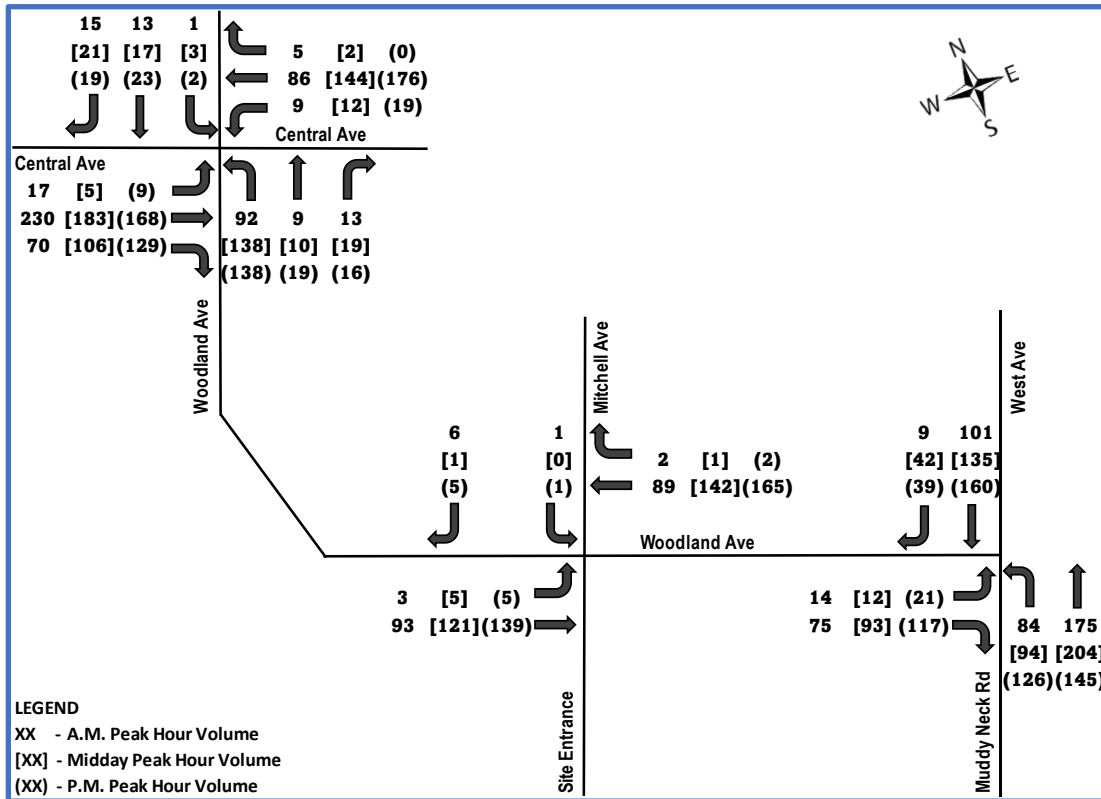 15 13 1
[21] [17] [3]
(19) (23) (2)
5 [2] (0)
86 [144] (176)
9 [12] (19)
N
E
W
S
Central Ave
Central Ave
17 [5] (9)
230 [183] (168)
70 [106] (129)
92 9 13
[138] [10] [19]
(138) (19) (16)
Woodland Ave
Mitchell Ave
West Ave
6 1
[1] [0]
(5) (1)
2 [1] (2)
89 [142] (165)
9 101
[42] [135]
(39) (160)
Woodland Ave
3 [5] (5)
93 [121] (139)
14 [12] (21)
75 [93] (117)
84 175
[94] [204]
(126) (145)
Site Entrance
Muddy Neck Rd
LEGEND
XX - A.M. Peak Hour Volume
[XX] - Midday Peak Hour Volume
(XX) - P.M. Peak Hour Volume